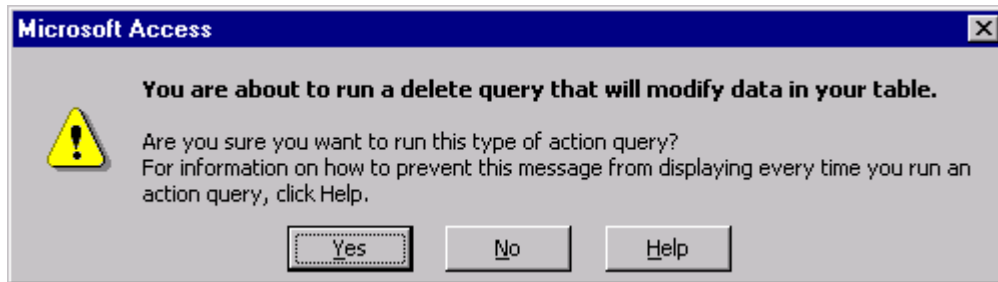 Microsoft Access
You are about to run a delete query that will modify data in your table.
Are you sure you want to run this type of action query?
For information on how to prevent this message from displaying every time you run an
action query, click Help.
Yes No Help